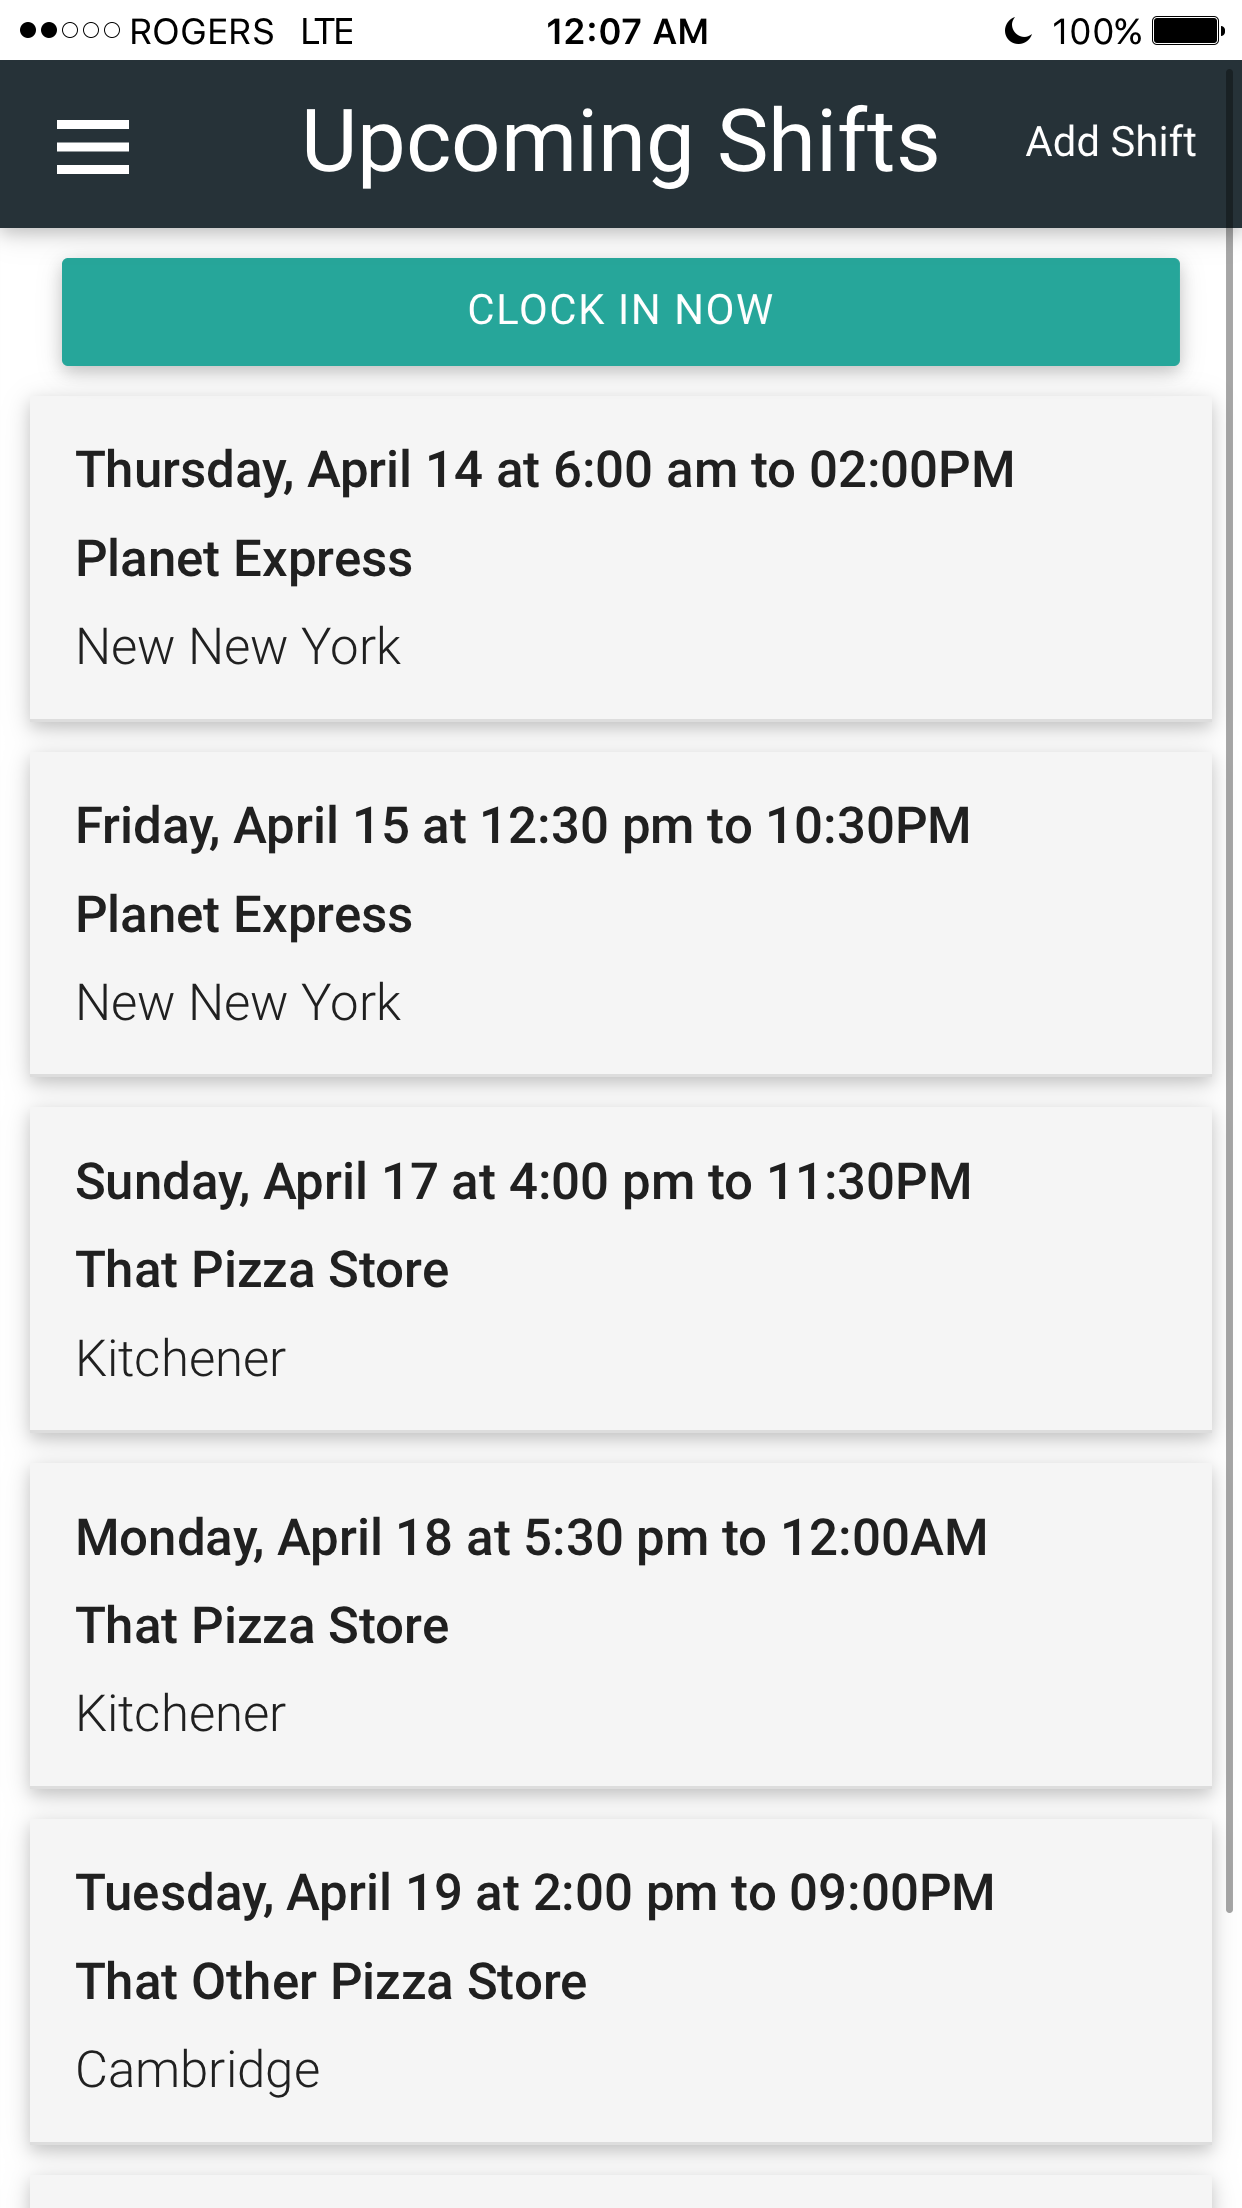 ROGERS LTE 12:07 AM 100%
Upcoming Shifts Add Shift
CLOCK IN NOW
Thursday, April 14 at 6:00 am to 02:00PM
Planet Express
New New York
Friday, April 15 at 12:30 pm to 10:30PM
Planet Express
New New York
Sunday, April 17 at 4:00 pm to 11:30PM
That Pizza Store
Kitchener
Monday, April 18 at 5:30 pm to 12:00AM
That Pizza Store
Kitchener
Tuesday, April 19 at 2:00 pm to 09:00PM
That Other Pizza Store
Cambridge